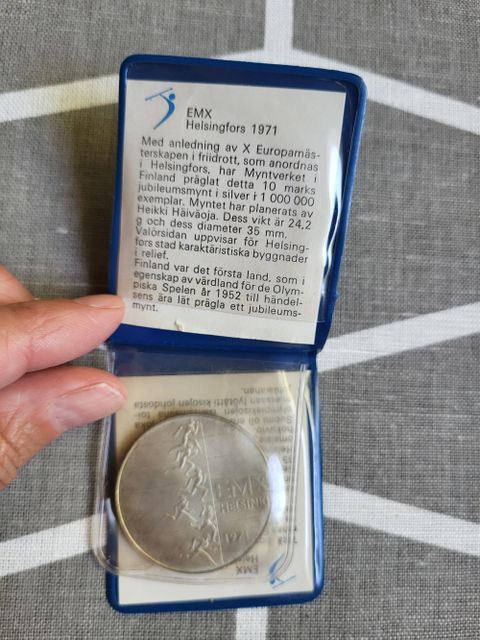 EMX
Helsingfors 1971
Med anledning av X Europamäs-
terskapen i friidrott, som anordnas
i Helsingfors, har Myntverket i
Finland präglat detta 10 marks
jubileumsmynt i silver i 1 000 000
exemplar. Myntet har planerats av
Heikki Häiväoja. Dess vikt är 24,2
g och dess diameter 35 mm.
Valörsidan uppvisar för Helsing-
fors stad karaktäristiska byggnader
i relief.
Finland var det första land, som i
egenskap av värdland för de Olym-
piska Spelen år 1952 till händel-
sens ära lät prägla ett jubileums-
mynt.
EMX
HELSINKI
1971
EMX